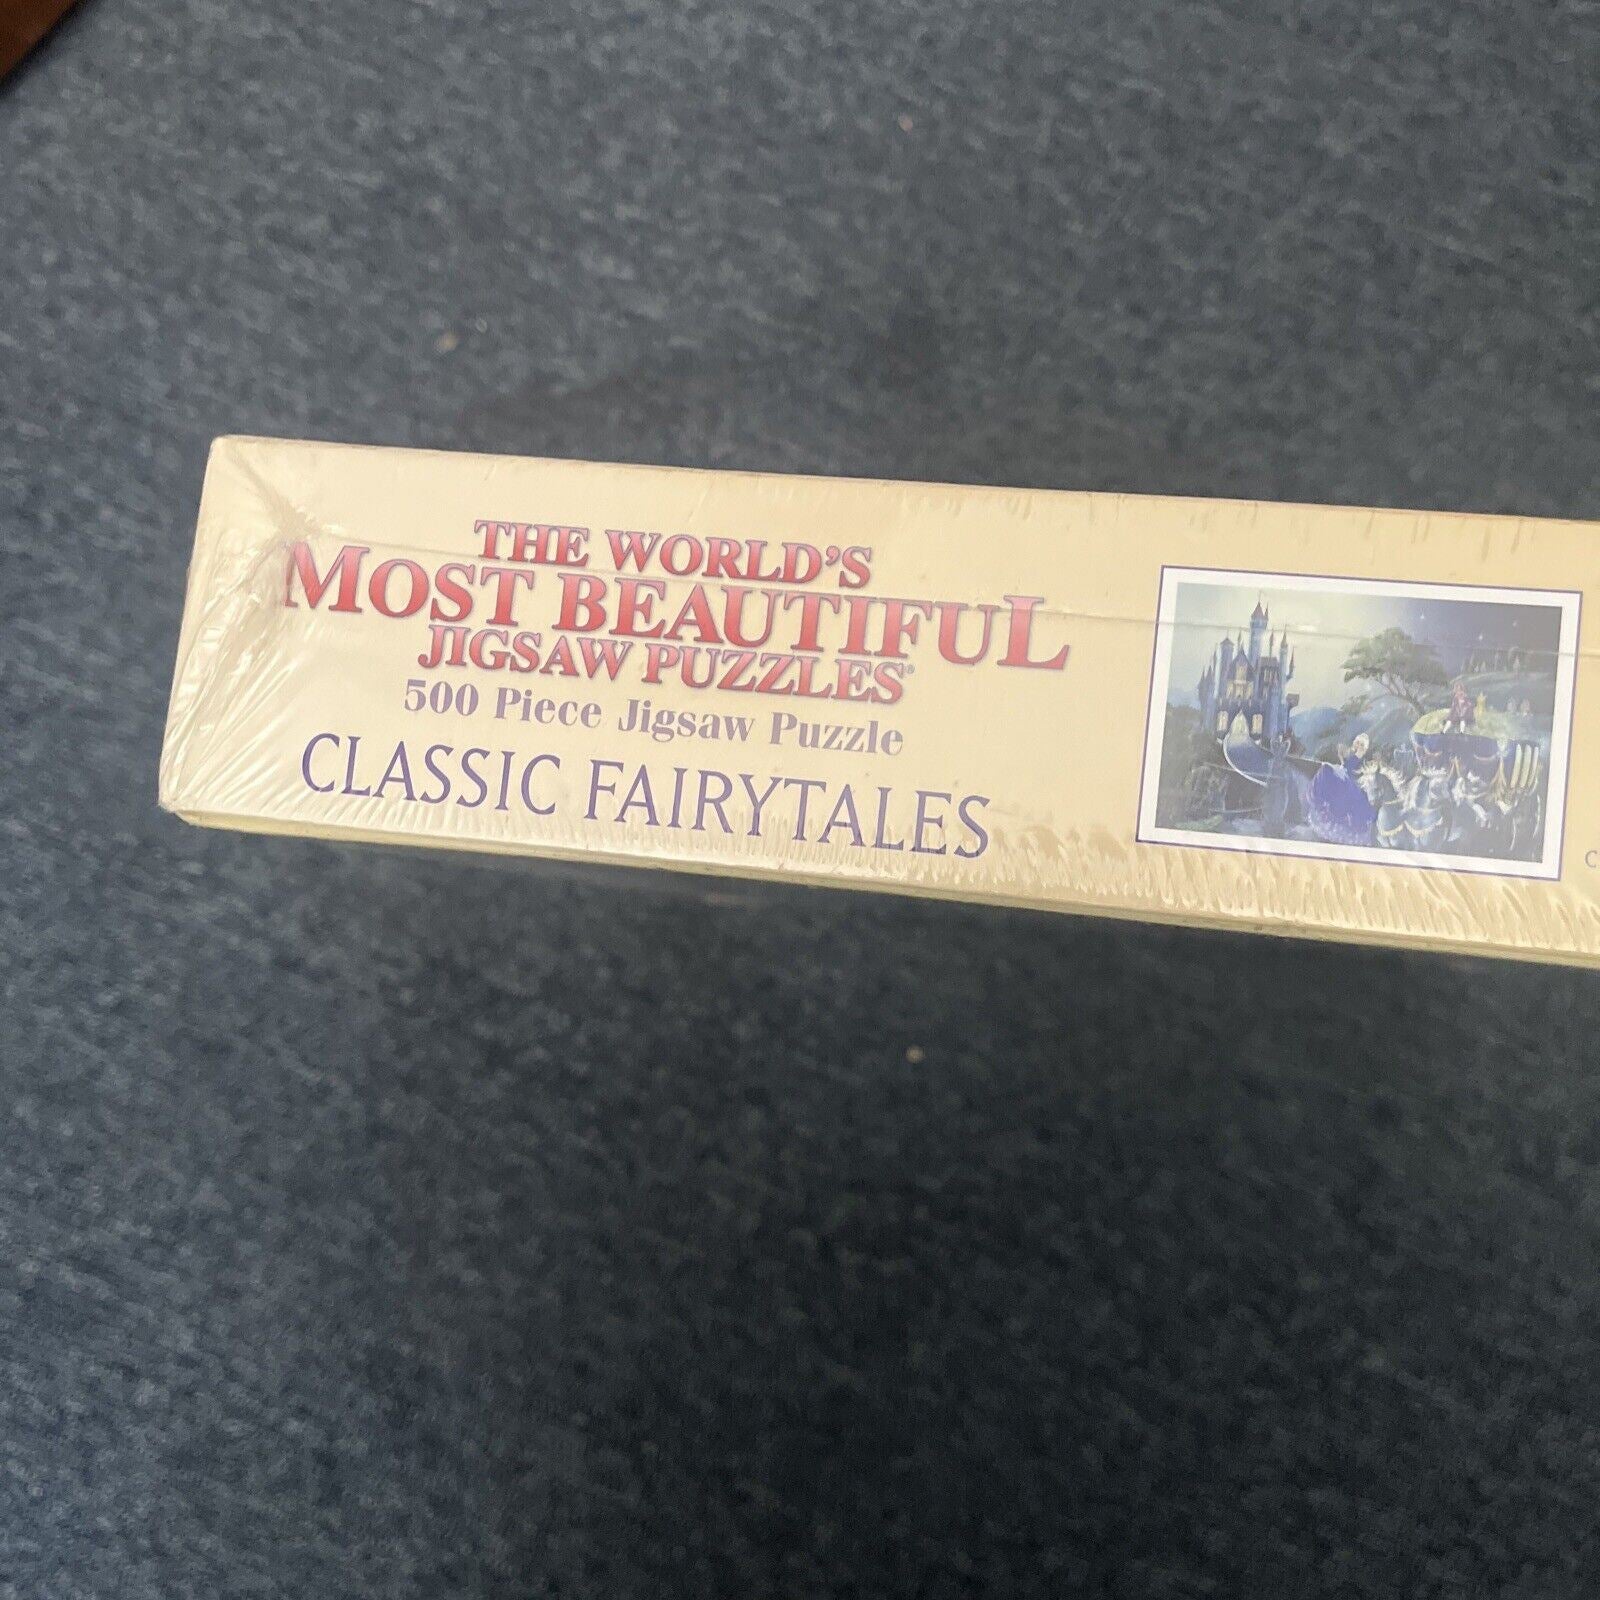 THE WORLD'S
MOST BEAUTIFUL
JIGSAW PUZZLES®
500 Piece Jigsaw Puzzle
CLASSIC FAIRYTALES
C